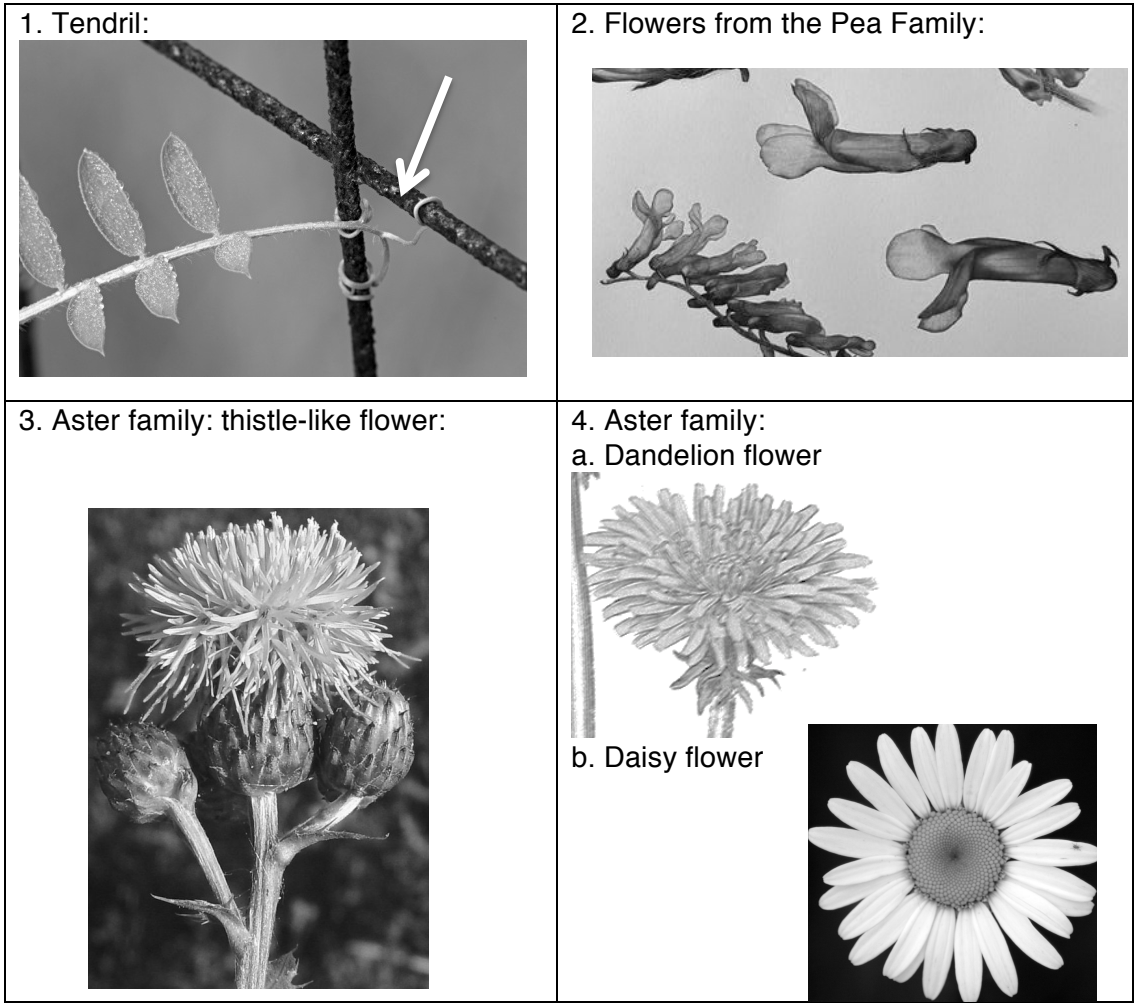 1. Tendril:
2. Flowers from the Pea Family:
3. Aster family: thistle-like flower:
4. Aster family:
a. Dandelion flower
b. Daisy flower